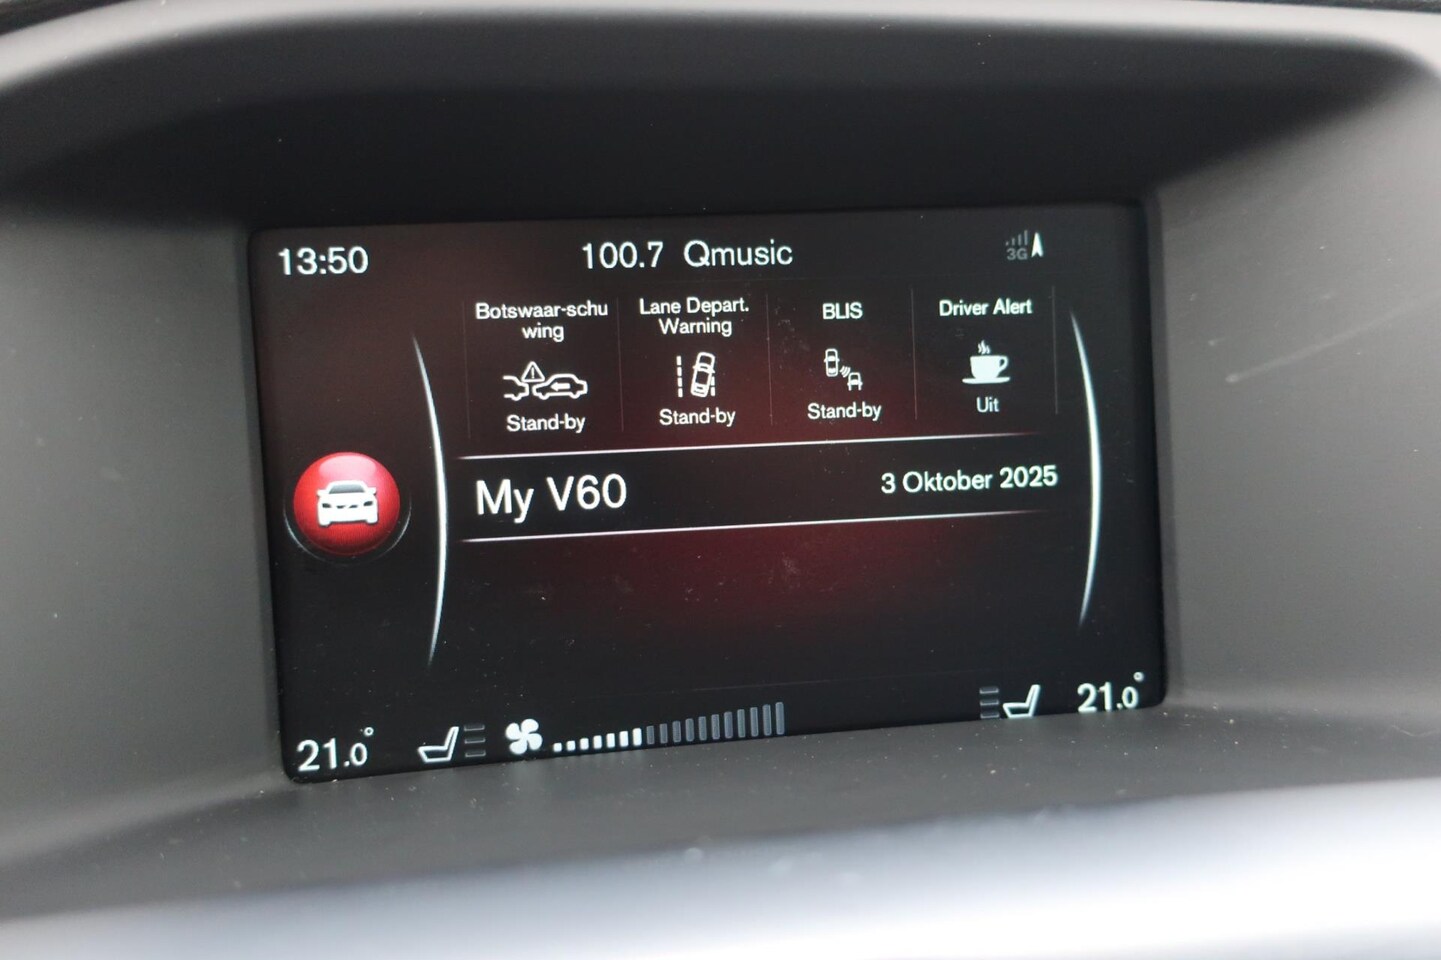 13:50
100.7 Qmusic
3G
Botswaar-schu
wing
Stand-by
Lane Depart.
Warning
Stand-by
BLIS
Stand-by
Driver Alert
Uit
My V60
3 Oktober 2025
21.0°
21.0°